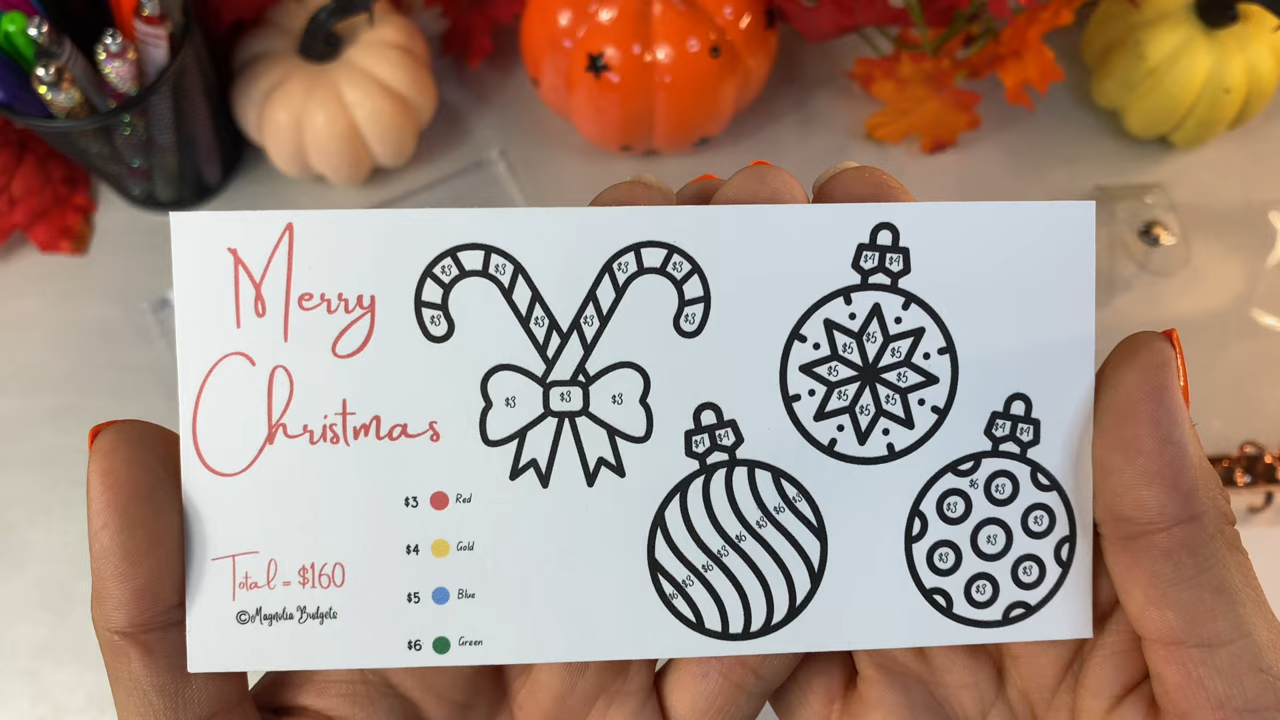 Merry
Christmas
$3 Red
$4 Gold
$5 Blue
$6 Green
Total = $160
©Magnolia Budgets
$3 $3 $3 $3
$3 $3 $3 $3
$3 $3 $3
$4 $4
$5 $5 $5 $5 $5 $5 $5 $5
$4 $4
$6 $3 $6 $3 $6 $3 $6 $3
$4 $4
$6 $3 $3 $3 $3 $3 $3 $3